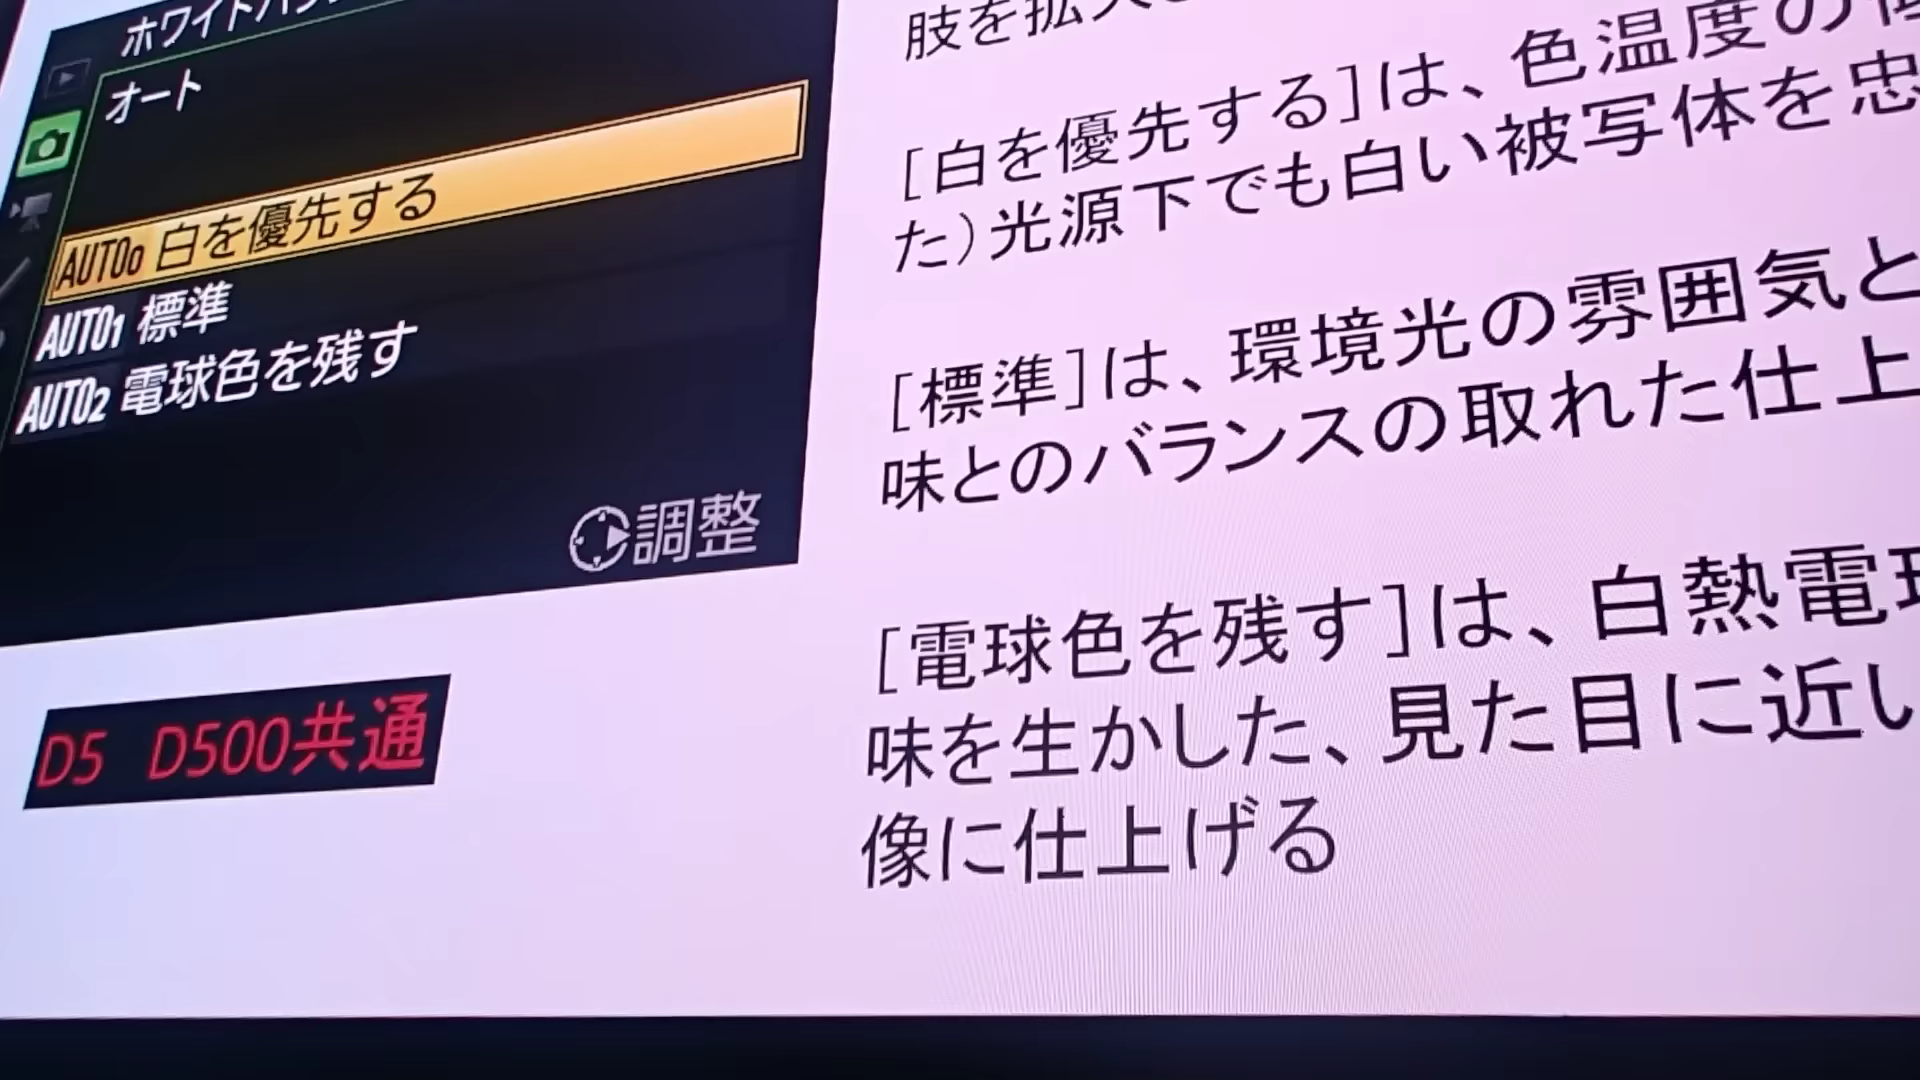 ホワイトバラン
オート
AUTO0 白を優先する
AUTO1 標準
AUTO2 電球色を残す
調整
D5 D500共通
肢を拡大
[白を優先する]は、色温度の
た）光源下でも白い被写体を忠
[標準]は、環境光の雰囲気と
味とのバランスの取れた仕上
[電球色を残す]は、白熱電球
味を生かした、見た目に近い
像に仕上げる